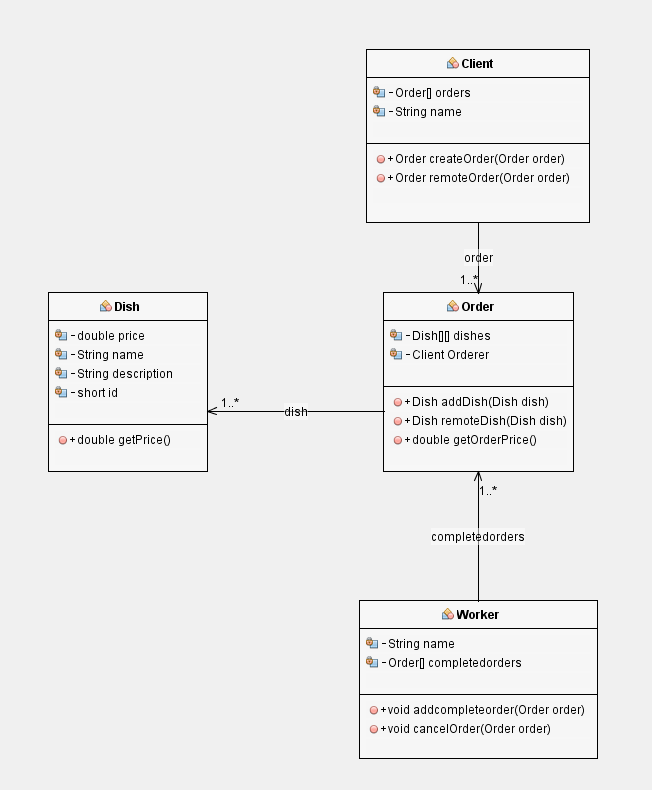 Client
- Order[] orders
- String name
+ Order createOrder(Order order)
+ Order remoteOrder(Order order)
order
1..*
Dish
- double price
- String name
- String description
- short id
+ double getPrice()
1..*
dish
Order
- Dish[][] dishes
- Client Orderer
+ Dish addDish(Dish dish)
+ Dish remoteDish(Dish dish)
+ double getOrderPrice()
1..*
completedorders
Worker
- String name
- Order[] completedorders
+void addcompleteorder(Order order)
+void cancelOrder(Order order)